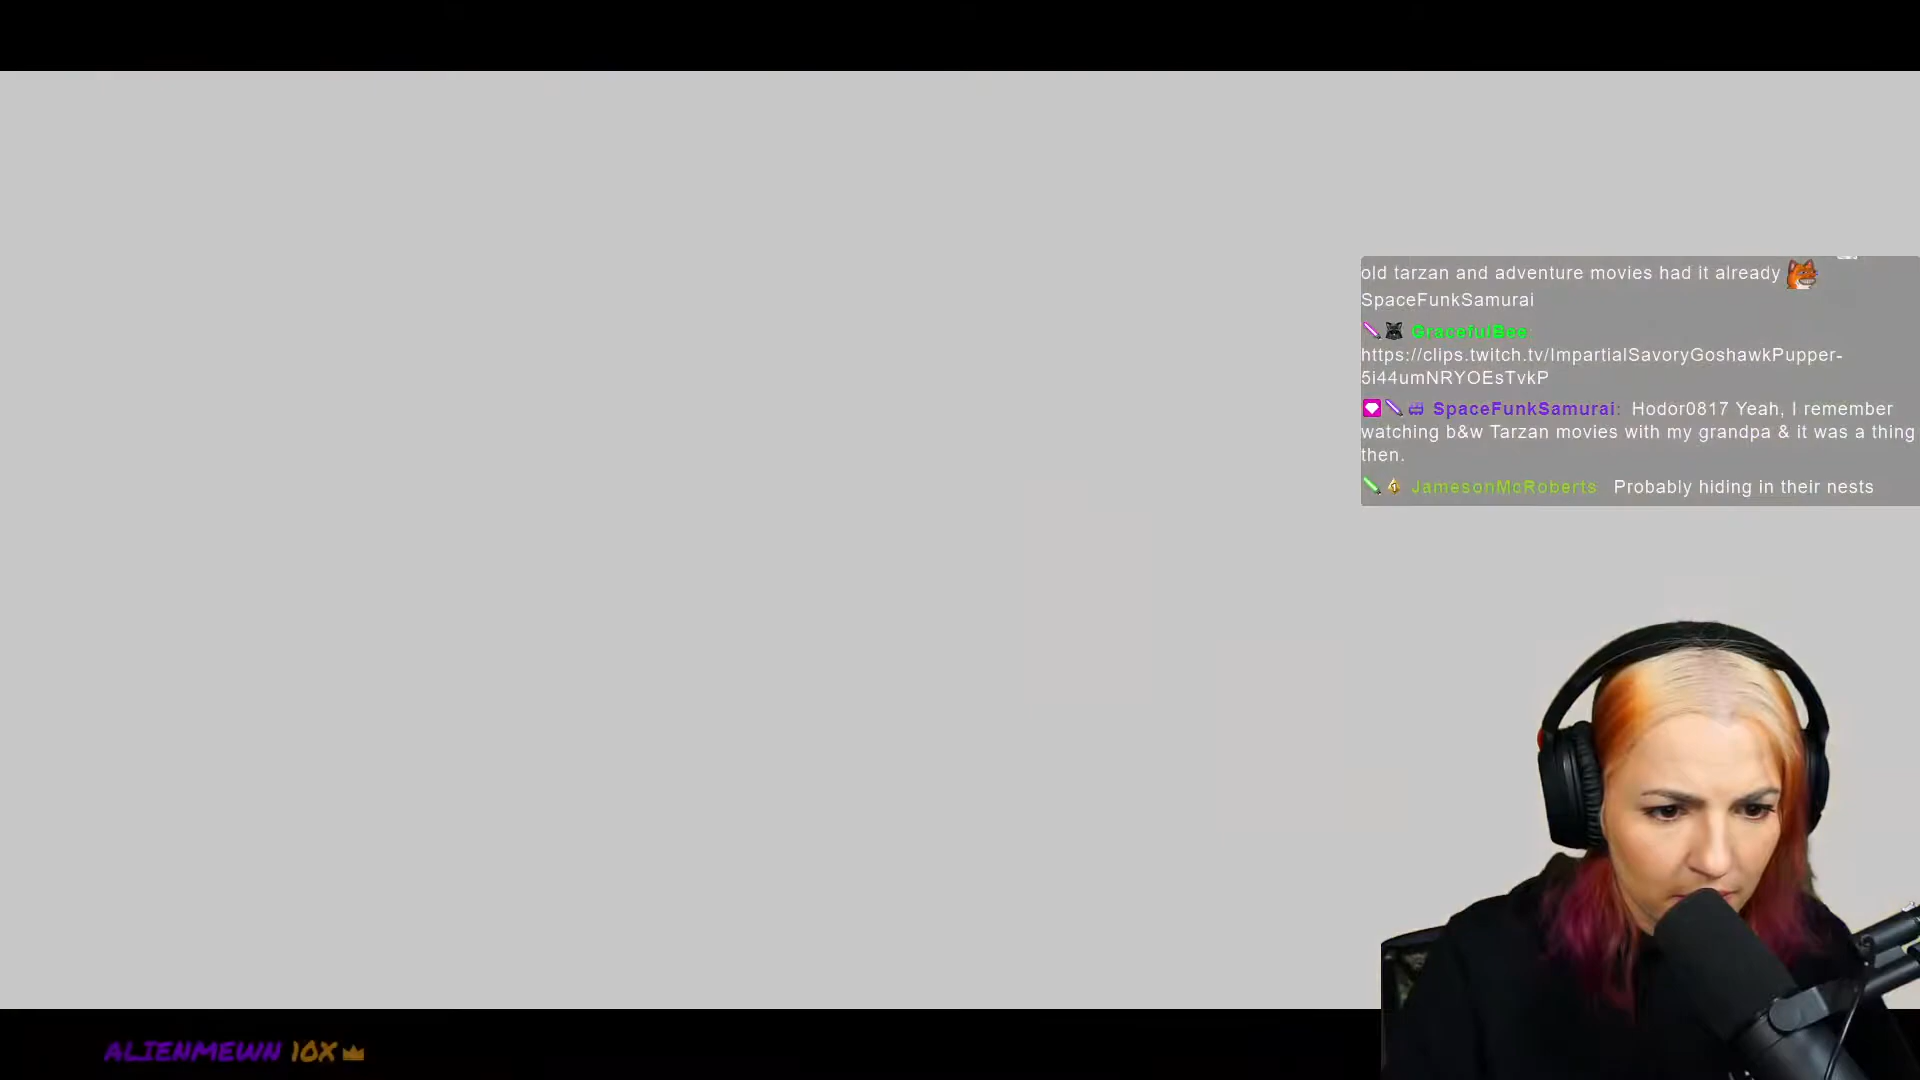 old tarzan and adventure movies had it already
SpaceFunkSamurai
GracefulBee
https://clips.twitch.tv/ImpartialSavoryGoshawkPupper-
5i44umNRYOEsTvkP
SpaceFunkSamurai: Hodor0817 Yeah, I remember
watching b&w Tarzan movies with my grandpa & it was a thing
then.
JamesonMcRoberts Probably hiding in their nests
ALIENMEWN 10X